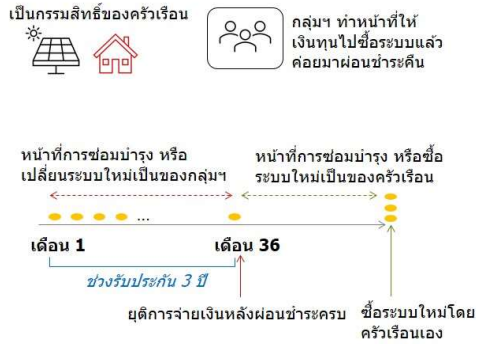 เป็นกรรมสิทธิ์ของครัวเรือน
กลุ่มฯ ทำหน้าที่ให้
เงินทุนไปซื้อระบบแล้ว
ค่อยมาผ่อนชำระคืน
หน้าที่การซ่อมบำรุง หรือ
เปลี่ยนระบบใหม่เป็นของกลุ่มฯ
หน้าที่การซ่อมบำรุง หรือซื้อ
ระบบใหม่เป็นของครัวเรือน
...
เดือน 1
เดือน 36
ช่วงรับประกัน 3 ปี
ยุติการจ่ายเงินหลังผ่อนชำระครบ
ซื้อระบบใหม่โดย
ครัวเรือนเอง